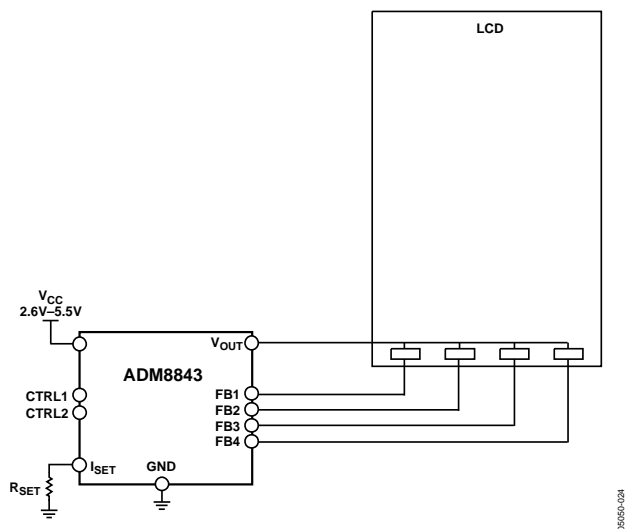 LCD
VCC
2.6V–5.5V
VOUT
ADM8843
CTRL1
CTRL2
FB1
FB2
FB3
FB4
ISET
GND
RSET
05050-024